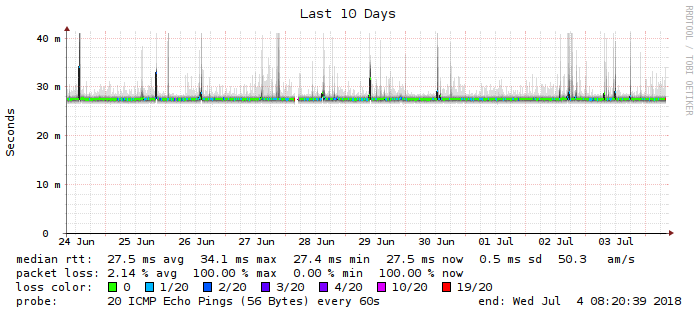 Last 10 Days
RRDTOOL / TOBI OETIKER
Seconds
40 m
30 m
20 m
10 m
0
24 Jun 25 Jun 26 Jun 27 Jun 28 Jun 29 Jun 30 Jun 01 Jul 02 Jul 03 Jul
median rtt: 27.5 ms avg 34.1 ms max 27.4 ms min 27.5 ms now 0.5 ms sd 50.3 am/s
packet loss: 2.14 % avg 100.00 % max 0.00 % min 100.00 % now
loss color: 0 1/20 2/20 3/20 4/20 10/20 19/20
probe: 20 ICMP Echo Pings (56 Bytes) every 60s end: Wed Jul 4 08:20:39 2018